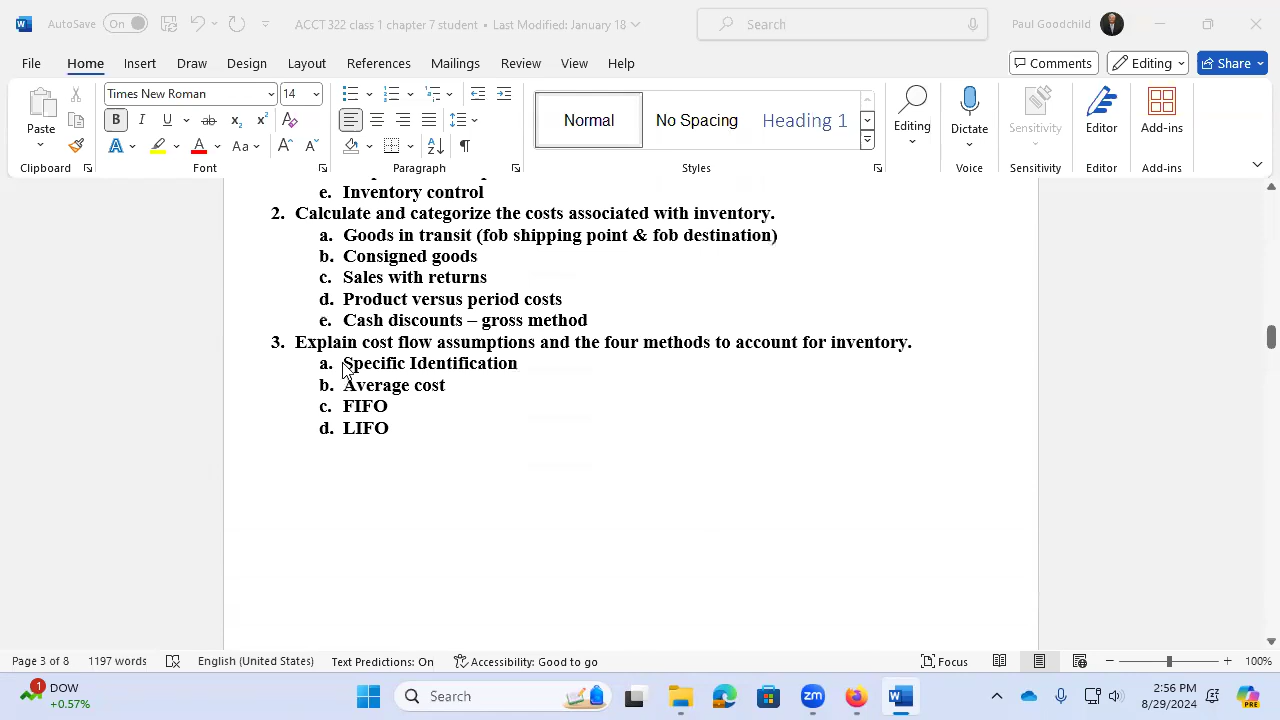 AutoSave On ACCT 322 class 1 chapter 7 student • Last Modified: January 18 Search Paul Goodchild
File Home Insert Draw Design Layout References Mailings Review View Help Comments Editing Share
Times New Roman 14
Normal No Spacing Heading 1
Paste Editing Dictate Sensitivity Editor Add-ins
Clipboard Font Paragraph Styles Voice Sensitivity Editor Add-ins
e. Inventory control
2. Calculate and categorize the costs associated with inventory.
a. Goods in transit (fob shipping point & fob destination)
b. Consigned goods
c. Sales with returns
d. Product versus period costs
e. Cash discounts – gross method
3. Explain cost flow assumptions and the four methods to account for inventory.
a. Specific Identification
b. Average cost
c. FIFO
d. LIFO
Page 3 of 8 1197 words English (United States) Text Predictions: On Accessibility: Good to go Focus 100%
1 DOW
+0.57%
Search
2:56 PM
8/29/2024
PRE